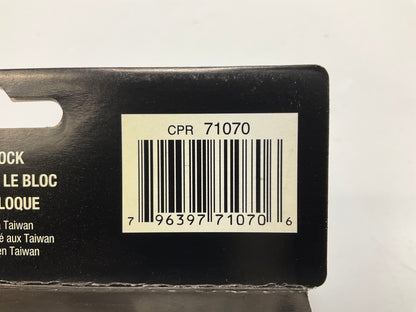 CPR 71070
7 96397 71070 6
OCK
LE BLOC
LOQUE
Taiwan
é aux Taiwan
en Taiwan